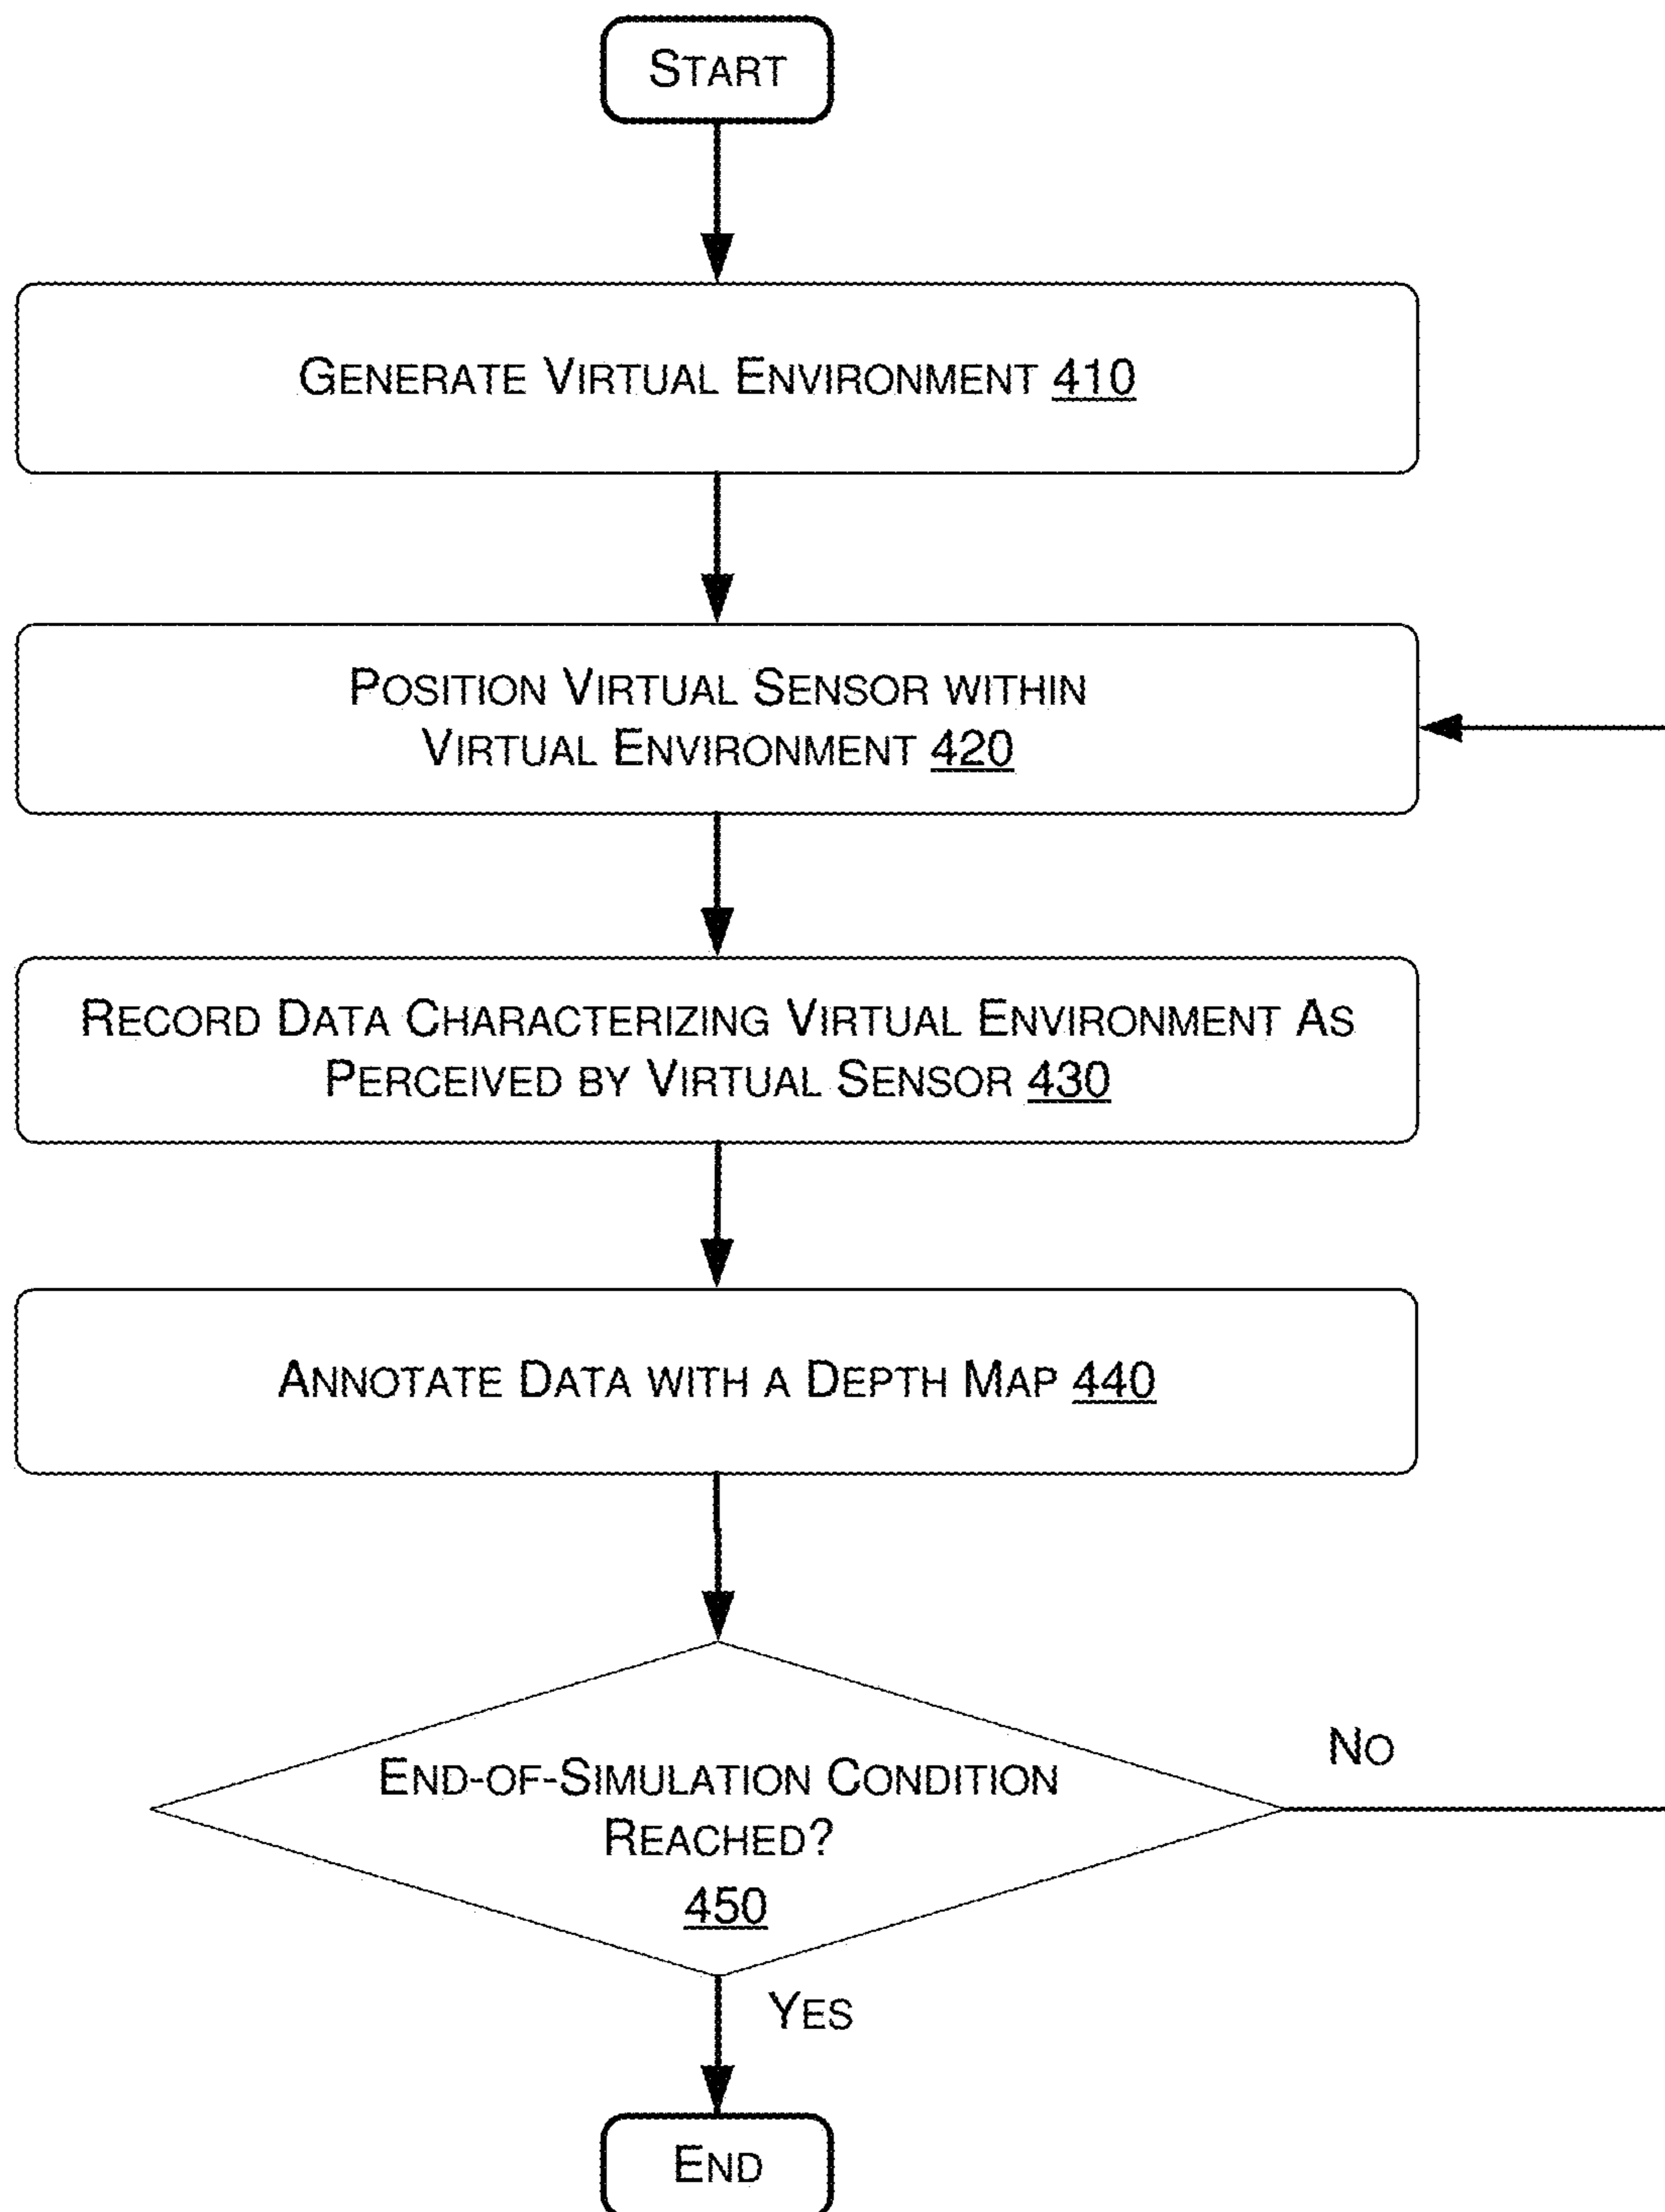 START
GENERATE VIRTUAL ENVIRONMENT 410
POSITION VIRTUAL SENSOR WITHIN
VIRTUAL ENVIRONMENT 420
RECORD DATA CHARACTERIZING VIRTUAL ENVIRONMENT AS
PERCEIVED BY VIRTUAL SENSOR 430
ANNOTATE DATA WITH A DEPTH MAP 440
END-OF-SIMULATION CONDITION
REACHED?
450
NO
YES
END